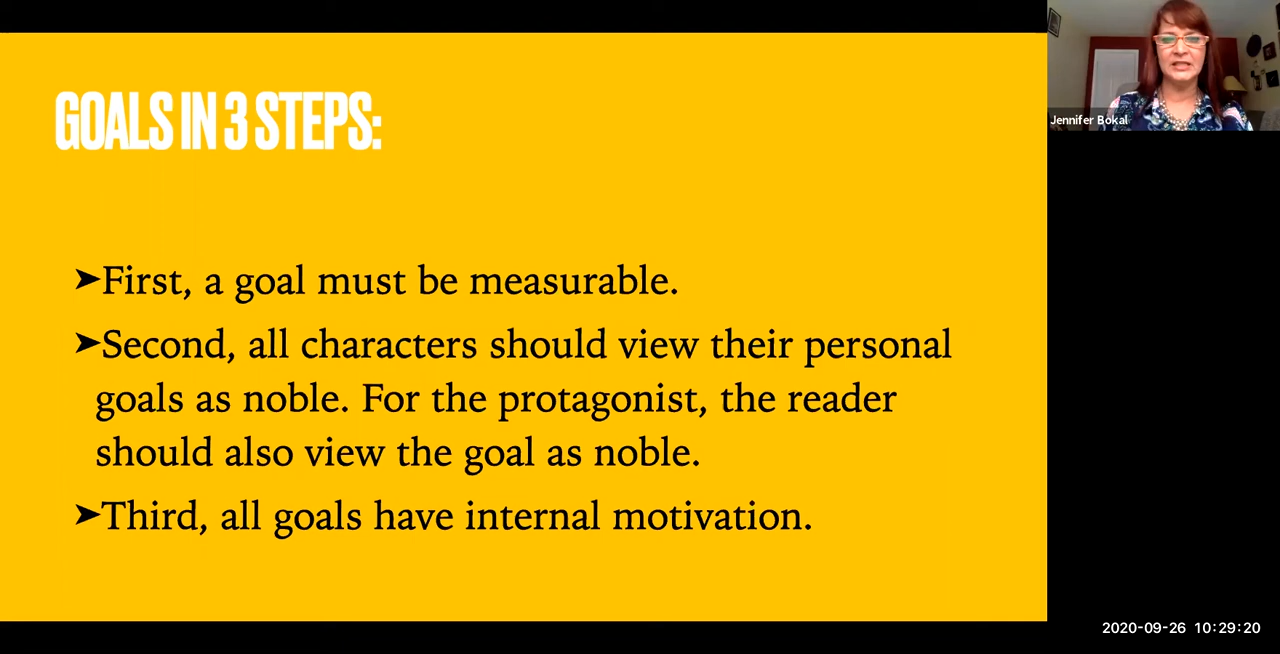 GOALS IN 3 STEPS:
➤First, a goal must be measurable.
➤Second, all characters should view their personal
goals as noble. For the protagonist, the reader
should also view the goal as noble.
➤Third, all goals have internal motivation.
Jennifer Bokal
2020-09-26 10:29:20